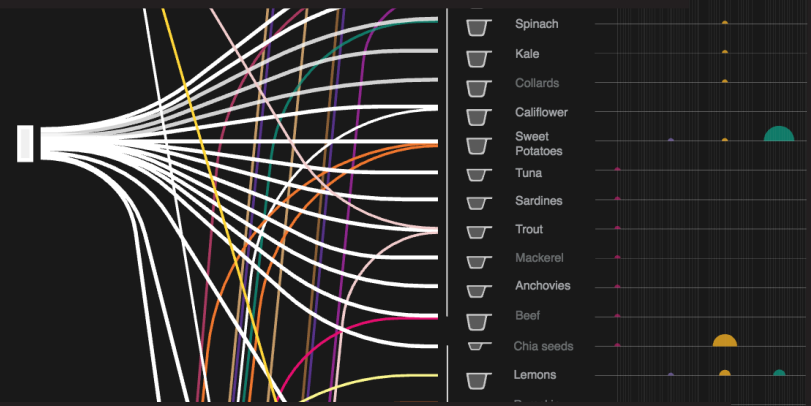 Spinach
Kale
Collards
Califlower
Sweet
Potatoes
Tuna
Sardines
Trout
Mackerel
Anchovies
Beef
Chia seeds
Lemons